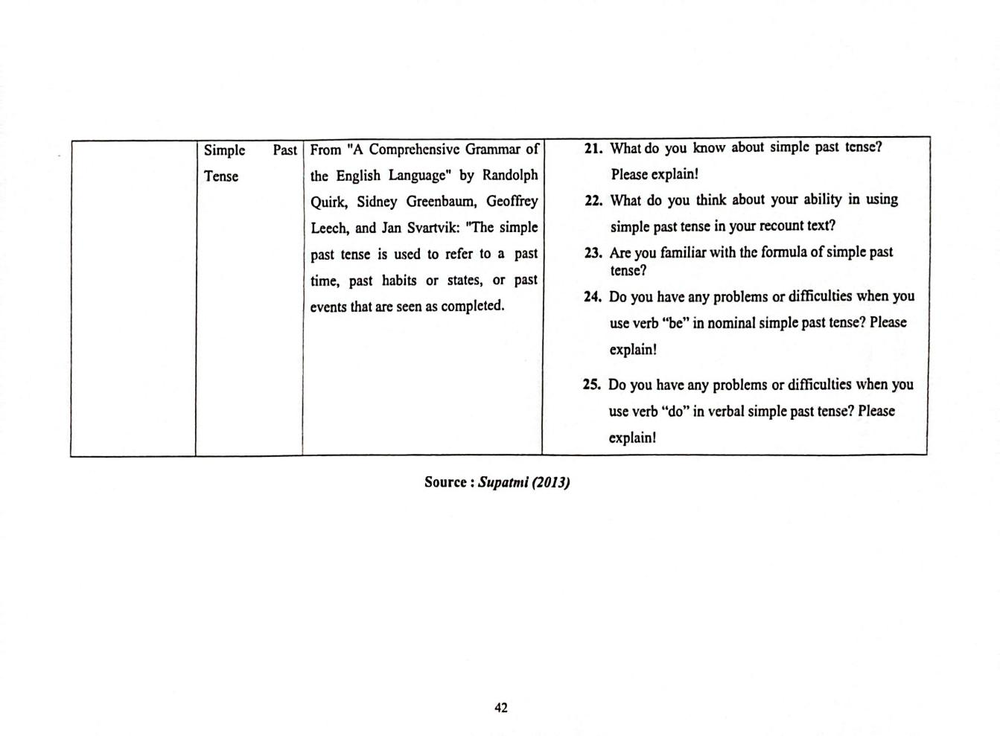 Simple Past
Tense
From "A Comprehensive Grammar of
the English Language" by Randolph
Quirk, Sidney Greenbaum, Geoffrey
Leech, and Jan Svartvik: "The simple
past tense is used to refer to a past
time, past habits or states, or past
events that are seen as completed.
21. What do you know about simple past tense?
Please explain!
22. What do you think about your ability in using
simple past tense in your recount text?
23. Are you familiar with the formula of simple past
tense?
24. Do you have any problems or difficulties when you
use verb “be” in nominal simple past tense? Please
explain!
25. Do you have any problems or difficulties when you
use verb “do” in verbal simple past tense? Please
explain!
Source : Supatmi (2013)
42